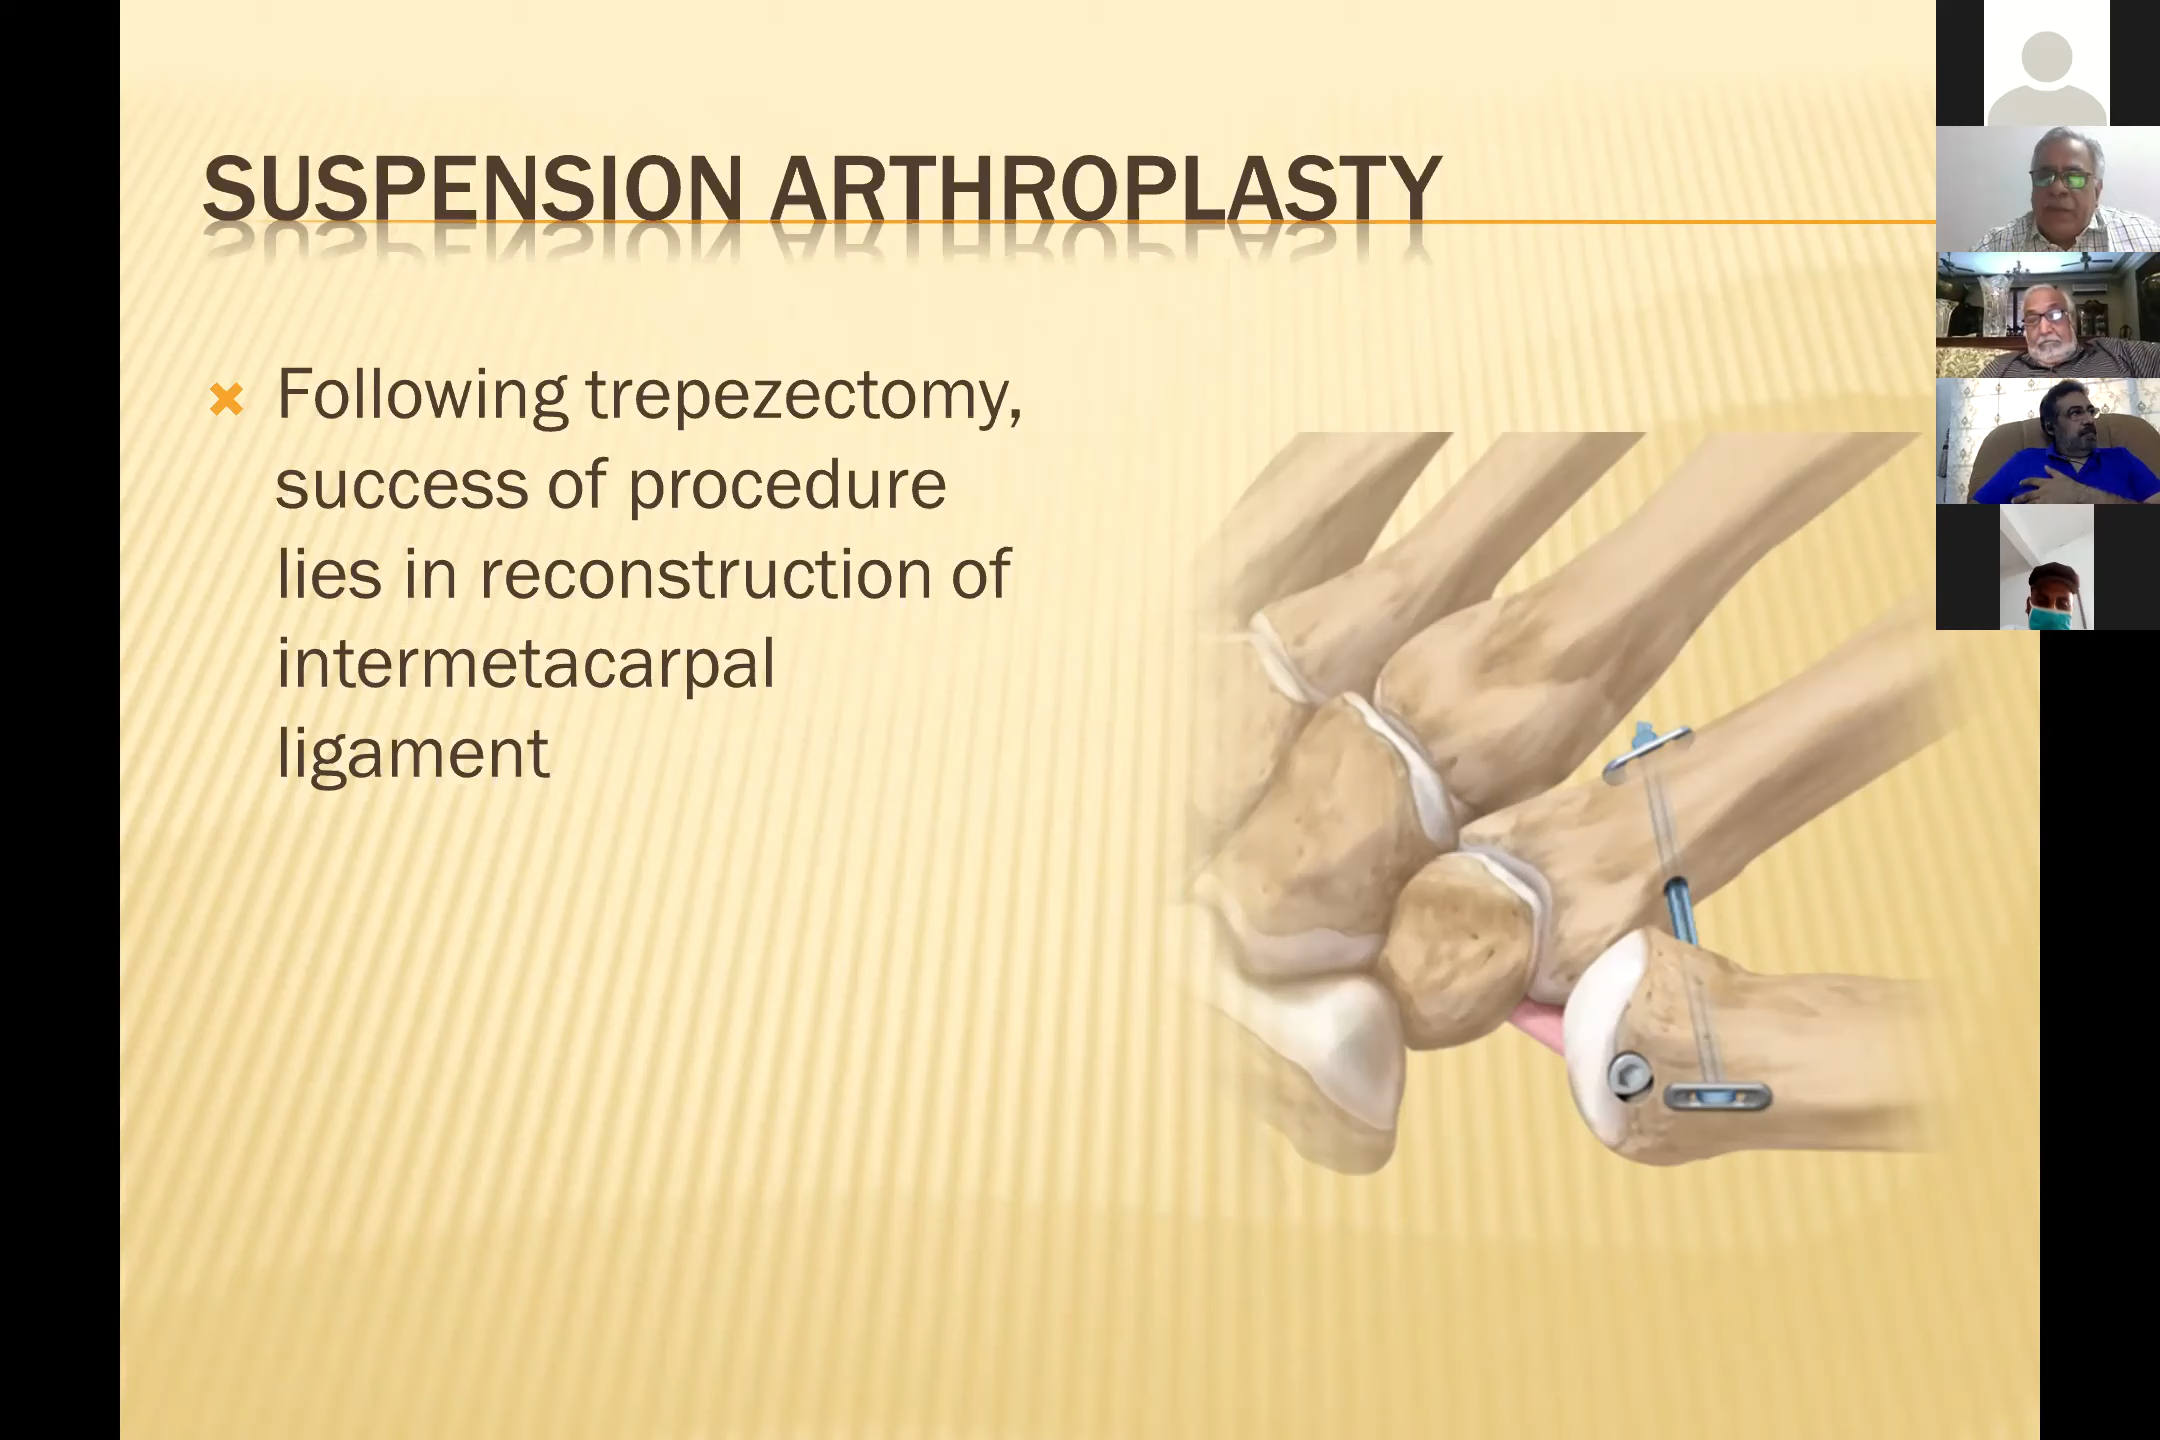 SUSPENSION ARTHROPLASTY
Following trepezectomy,
success of procedure
lies in reconstruction of
intermetacarpal
ligament